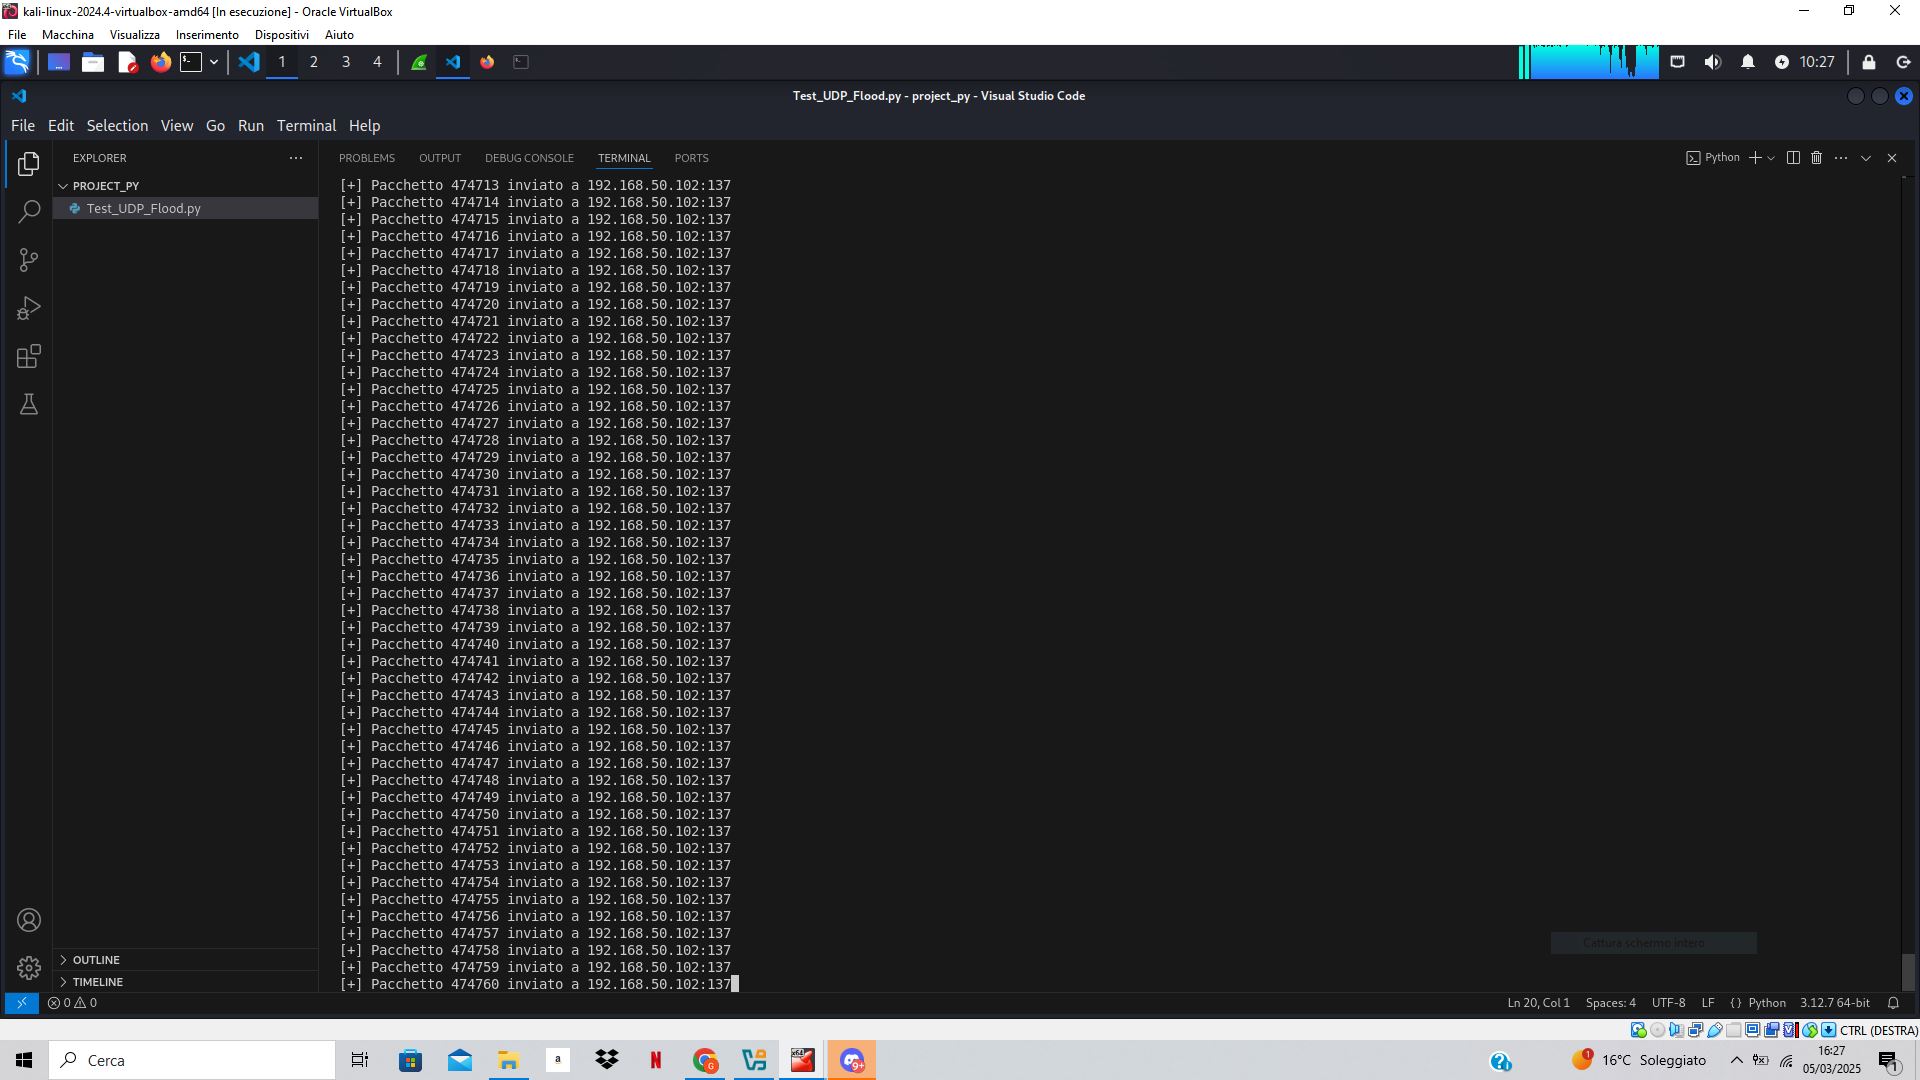 kali-linux-2024.4-virtualbox-amd64 [In esecuzione] - Oracle VirtualBox
File Macchina Visualizza Inserimento Dispositivi Aiuto
1 2 3 4 10:27
Test_UDP_Flood.py - project_py - Visual Studio Code
File Edit Selection View Go Run Terminal Help
EXPLORER
PROJECT_PY
Test_UDP_Flood.py
OUTLINE
TIMELINE
PROBLEMS OUTPUT DEBUG CONSOLE TERMINAL PORTS Python
[+] Pacchetto 474713 inviato a 192.168.50.102:137
[+] Pacchetto 474714 inviato a 192.168.50.102:137
[+] Pacchetto 474715 inviato a 192.168.50.102:137
[+] Pacchetto 474716 inviato a 192.168.50.102:137
[+] Pacchetto 474717 inviato a 192.168.50.102:137
[+] Pacchetto 474718 inviato a 192.168.50.102:137
[+] Pacchetto 474719 inviato a 192.168.50.102:137
[+] Pacchetto 474720 inviato a 192.168.50.102:137
[+] Pacchetto 474721 inviato a 192.168.50.102:137
[+] Pacchetto 474722 inviato a 192.168.50.102:137
[+] Pacchetto 474723 inviato a 192.168.50.102:137
[+] Pacchetto 474724 inviato a 192.168.50.102:137
[+] Pacchetto 474725 inviato a 192.168.50.102:137
[+] Pacchetto 474726 inviato a 192.168.50.102:137
[+] Pacchetto 474727 inviato a 192.168.50.102:137
[+] Pacchetto 474728 inviato a 192.168.50.102:137
[+] Pacchetto 474729 inviato a 192.168.50.102:137
[+] Pacchetto 474730 inviato a 192.168.50.102:137
[+] Pacchetto 474731 inviato a 192.168.50.102:137
[+] Pacchetto 474732 inviato a 192.168.50.102:137
[+] Pacchetto 474733 inviato a 192.168.50.102:137
[+] Pacchetto 474734 inviato a 192.168.50.102:137
[+] Pacchetto 474735 inviato a 192.168.50.102:137
[+] Pacchetto 474736 inviato a 192.168.50.102:137
[+] Pacchetto 474737 inviato a 192.168.50.102:137
[+] Pacchetto 474738 inviato a 192.168.50.102:137
[+] Pacchetto 474739 inviato a 192.168.50.102:137
[+] Pacchetto 474740 inviato a 192.168.50.102:137
[+] Pacchetto 474741 inviato a 192.168.50.102:137
[+] Pacchetto 474742 inviato a 192.168.50.102:137
[+] Pacchetto 474743 inviato a 192.168.50.102:137
[+] Pacchetto 474744 inviato a 192.168.50.102:137
[+] Pacchetto 474745 inviato a 192.168.50.102:137
[+] Pacchetto 474746 inviato a 192.168.50.102:137
[+] Pacchetto 474747 inviato a 192.168.50.102:137
[+] Pacchetto 474748 inviato a 192.168.50.102:137
[+] Pacchetto 474749 inviato a 192.168.50.102:137
[+] Pacchetto 474750 inviato a 192.168.50.102:137
[+] Pacchetto 474751 inviato a 192.168.50.102:137
[+] Pacchetto 474752 inviato a 192.168.50.102:137
[+] Pacchetto 474753 inviato a 192.168.50.102:137
[+] Pacchetto 474754 inviato a 192.168.50.102:137
[+] Pacchetto 474755 inviato a 192.168.50.102:137
[+] Pacchetto 474756 inviato a 192.168.50.102:137
[+] Pacchetto 474757 inviato a 192.168.50.102:137
[+] Pacchetto 474758 inviato a 192.168.50.102:137
[+] Pacchetto 474759 inviato a 192.168.50.102:137
[+] Pacchetto 474760 inviato a 192.168.50.102:137
Cattura schermo intero
0 0 Ln 20, Col 1 Spaces: 4 UTF-8 LF {} Python 3.12.7 64-bit
CTRL (DESTRA)
Cerca
16°C Soleggiato
16:27
05/03/2025